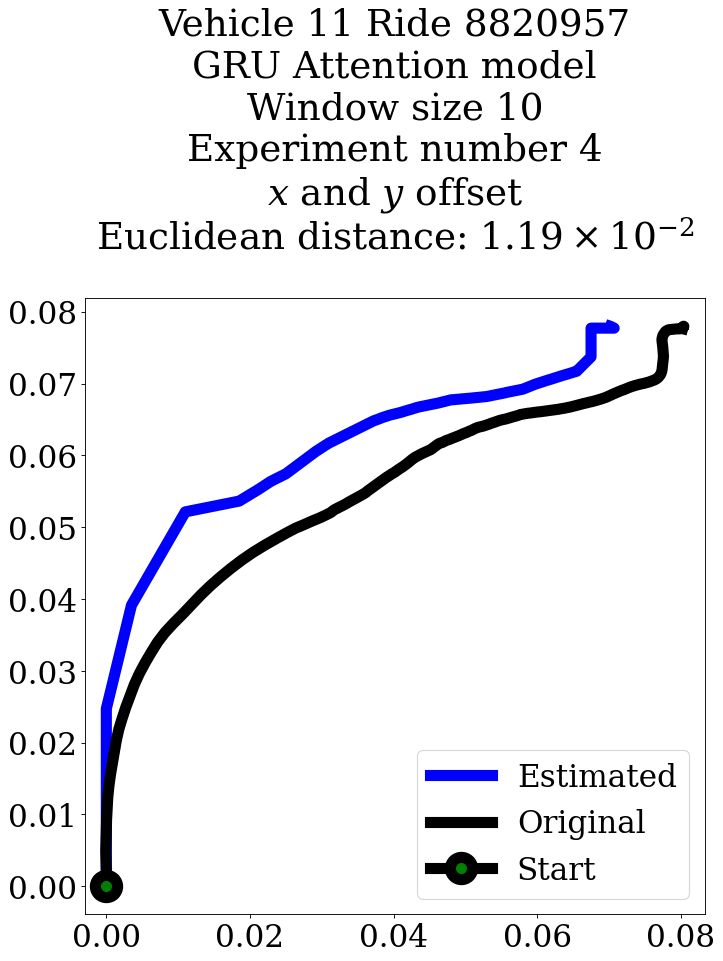 Vehicle 11 Ride 8820957
GRU Attention model
Window size 10
Experiment number 4
x and y offset
Euclidean distance: 1.19 × 10⁻²
0.08
0.07
0.06
0.05
0.04
0.03
0.02
0.01
0.00
Estimated
Original
Start
0.00 0.02 0.04 0.06 0.08